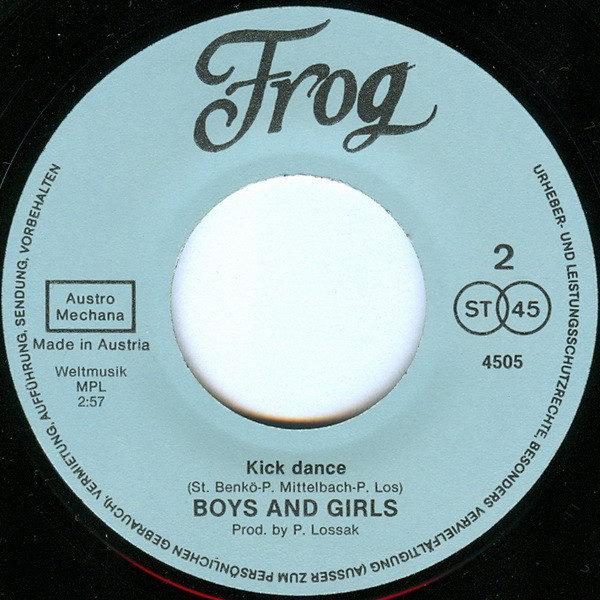 Frog
2
ST 45
4505
Austro
Mechana
Made in Austria
Weltmusik
MPL
2:57
Kick dance
(St. Benkö-P. Mittelbach-P. Los)
BOYS AND GIRLS
Prod. by P. Lossak
URHEBER- UND LEISTUNGSSCHUTZRECHTE, BESONDERS VERVIELFÄLTIGUNG (AUSSER ZUM PERSÖNLICHEN GEBRAUCH), VERMIETUNG, AUFFÜHRUNG, SENDUNG, VORBEHALTEN